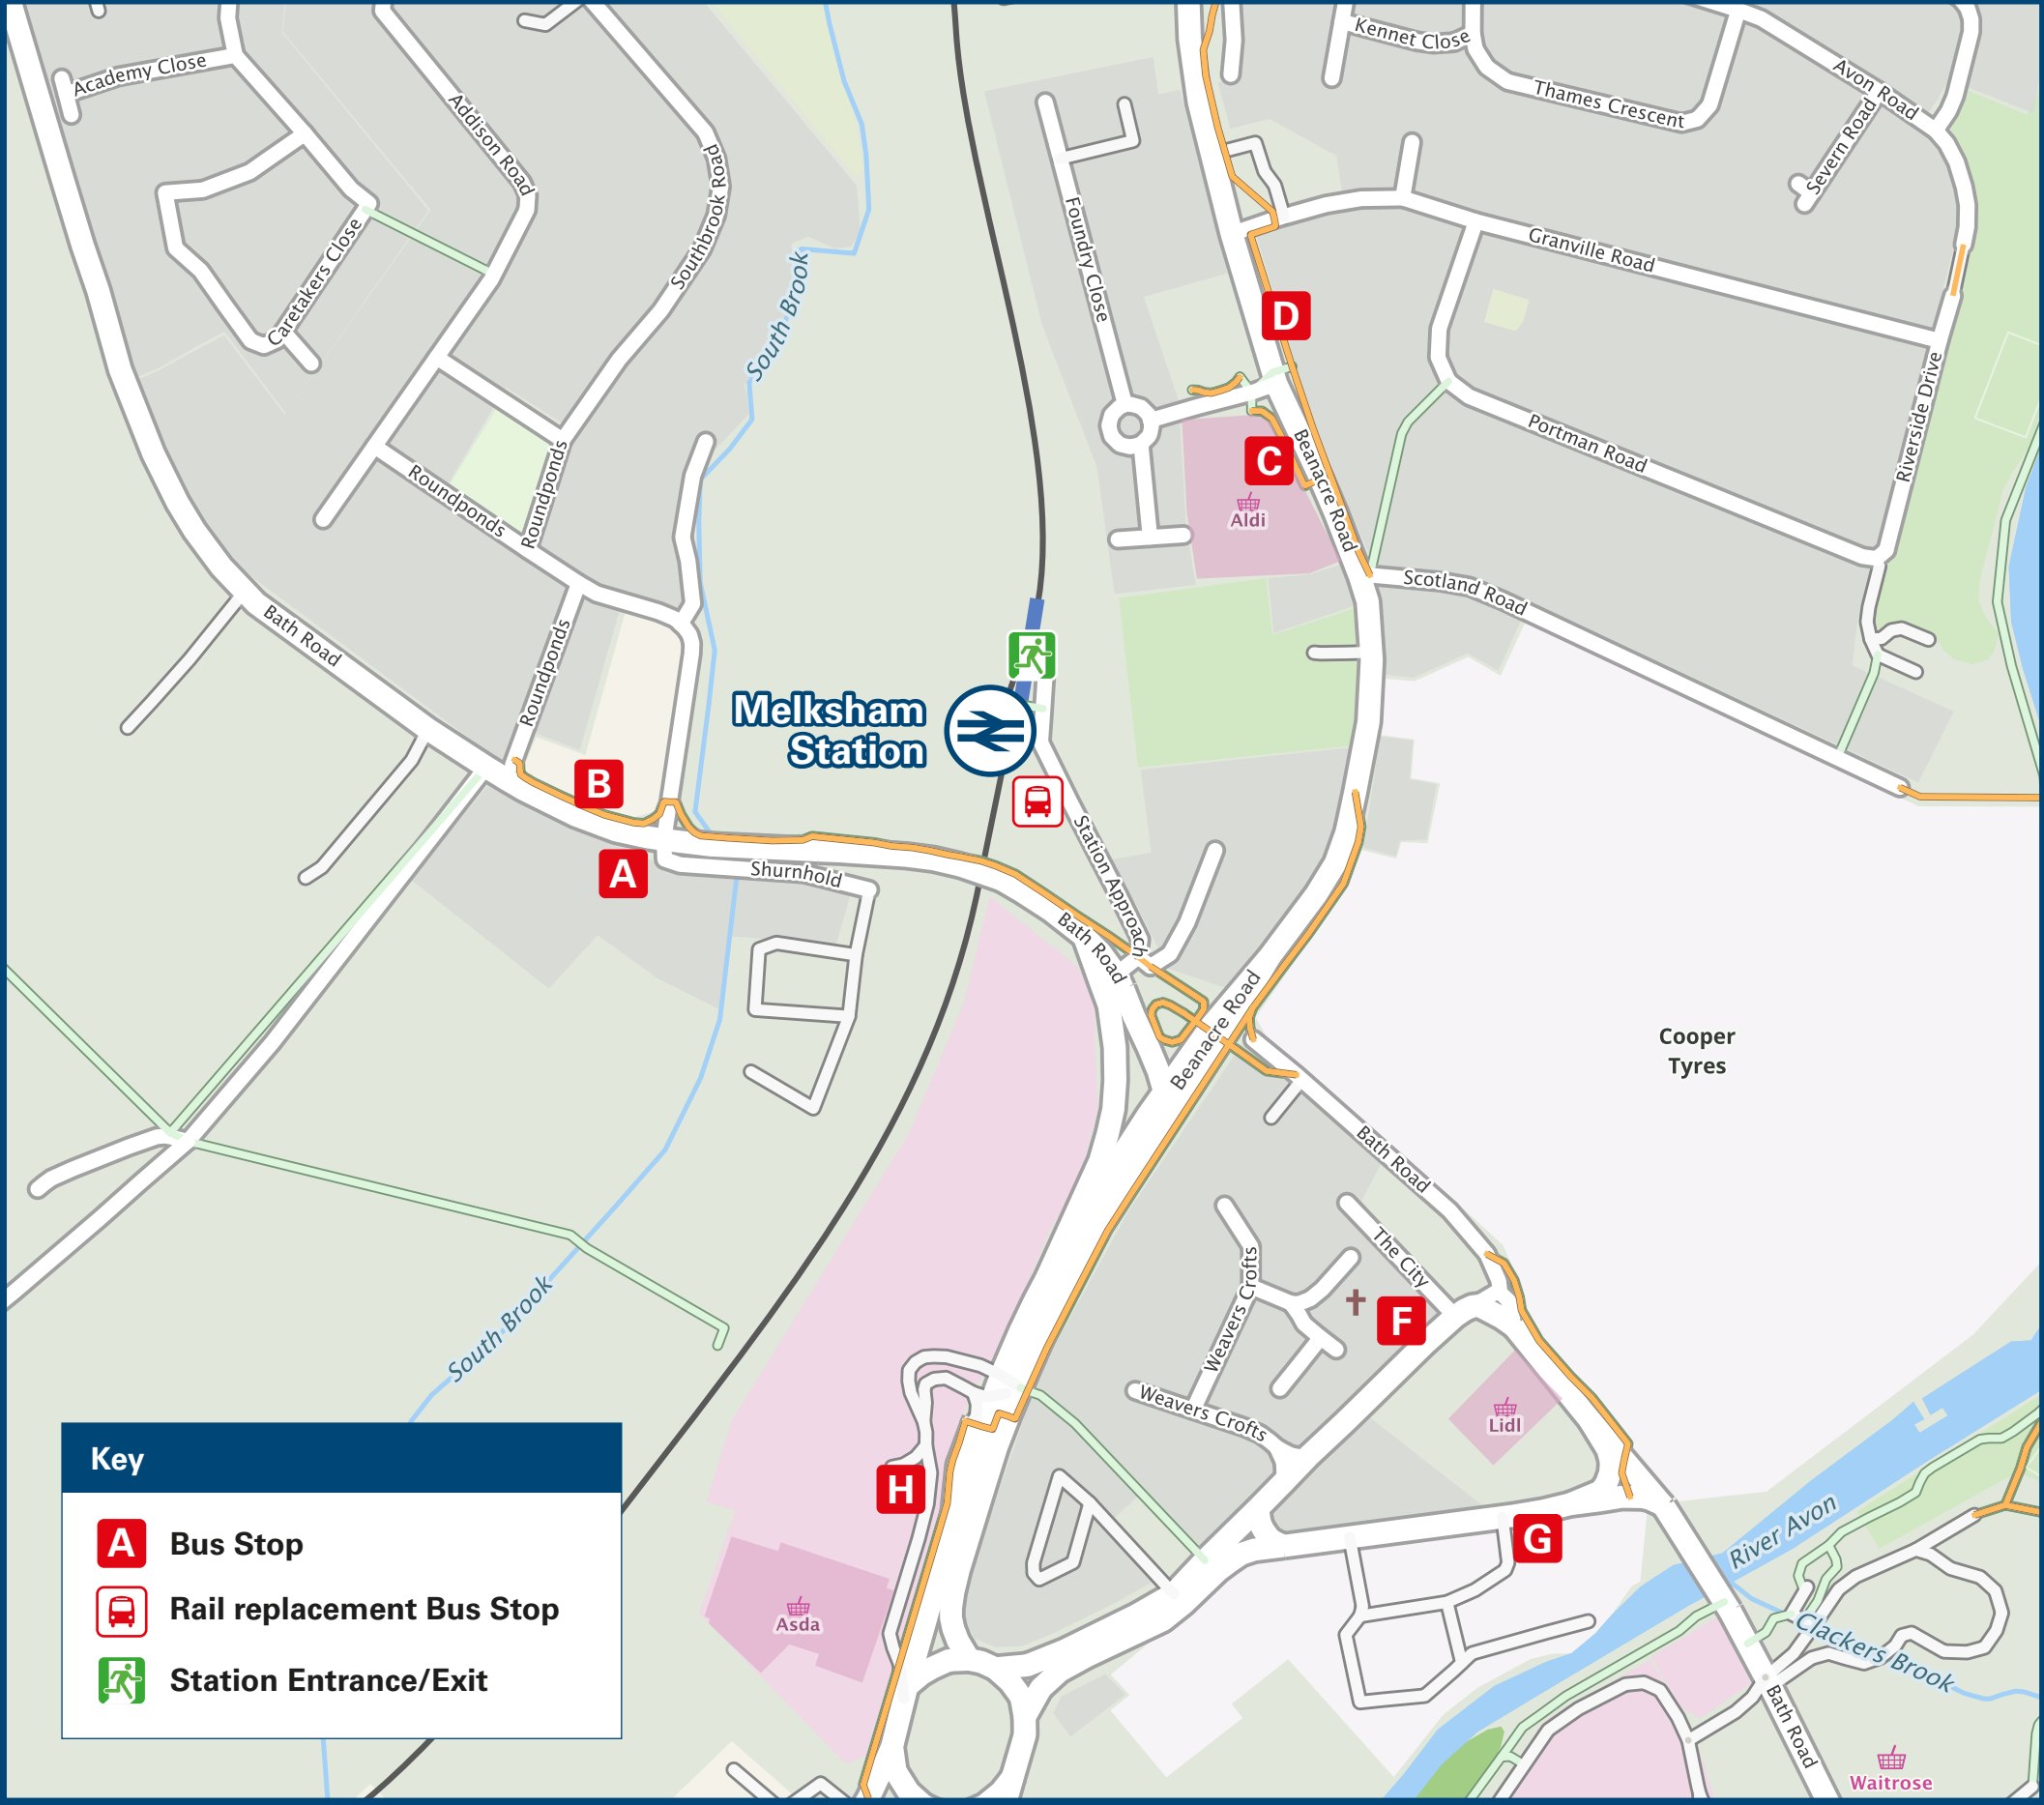 Academy Close
Addison Road
Southbrook Road
Caretakers Close
South Brook
Foundry Close
Kennet Close
Thames Crescent
Avon Road
Severn Road
Granville Road
D
Riverside Drive
Portman Road
Beanacre Road
C
Aldi
Roundponds
Roundponds
Scotland Road
Bath Road
Roundponds
Melksham
Station
B
A
Shurnhold
Station Approach
Bath Road
Beanacre Road
Cooper
Tyres
Bath Road
The City
Weavers Crofts
F
South Brook
Weavers Crofts
Lidl
H
G
River Avon
Asda
Clackers Brook
Bath Road
Waitrose
Key
A Bus Stop
Rail replacement Bus Stop
Station Entrance/Exit